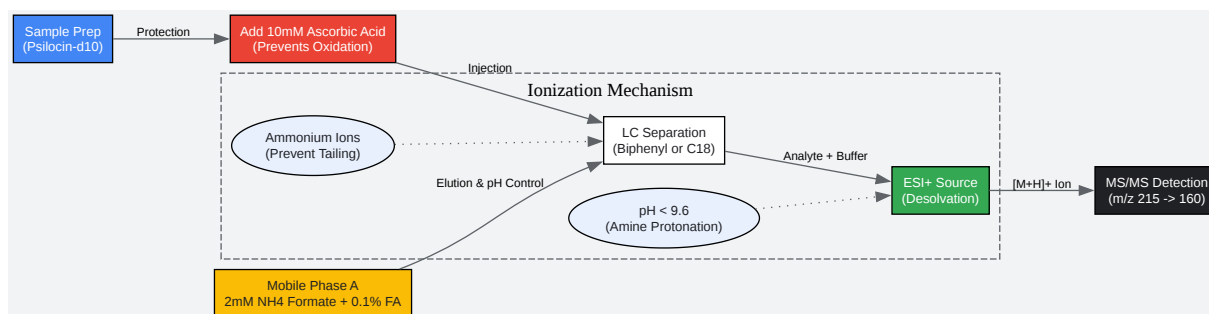 Sample Prep
(Psilocin-d10)
Protection
Add 10mM Ascorbic Acid
(Prevents Oxidation)
Injection
Ionization Mechanism
Ammonium Ions
(Prevent Tailing)
LC Separation
(Biphenyl or C18)
Analyte + Buffer
Elution & pH Control
pH < 9.6
(Amine Protonation)
ESI+ Source
(Desolvation)
[M+H]+ Ion
MS/MS Detection
(m/z 215 -> 160)
Mobile Phase A
2mM NH4 Formate + 0.1% FA